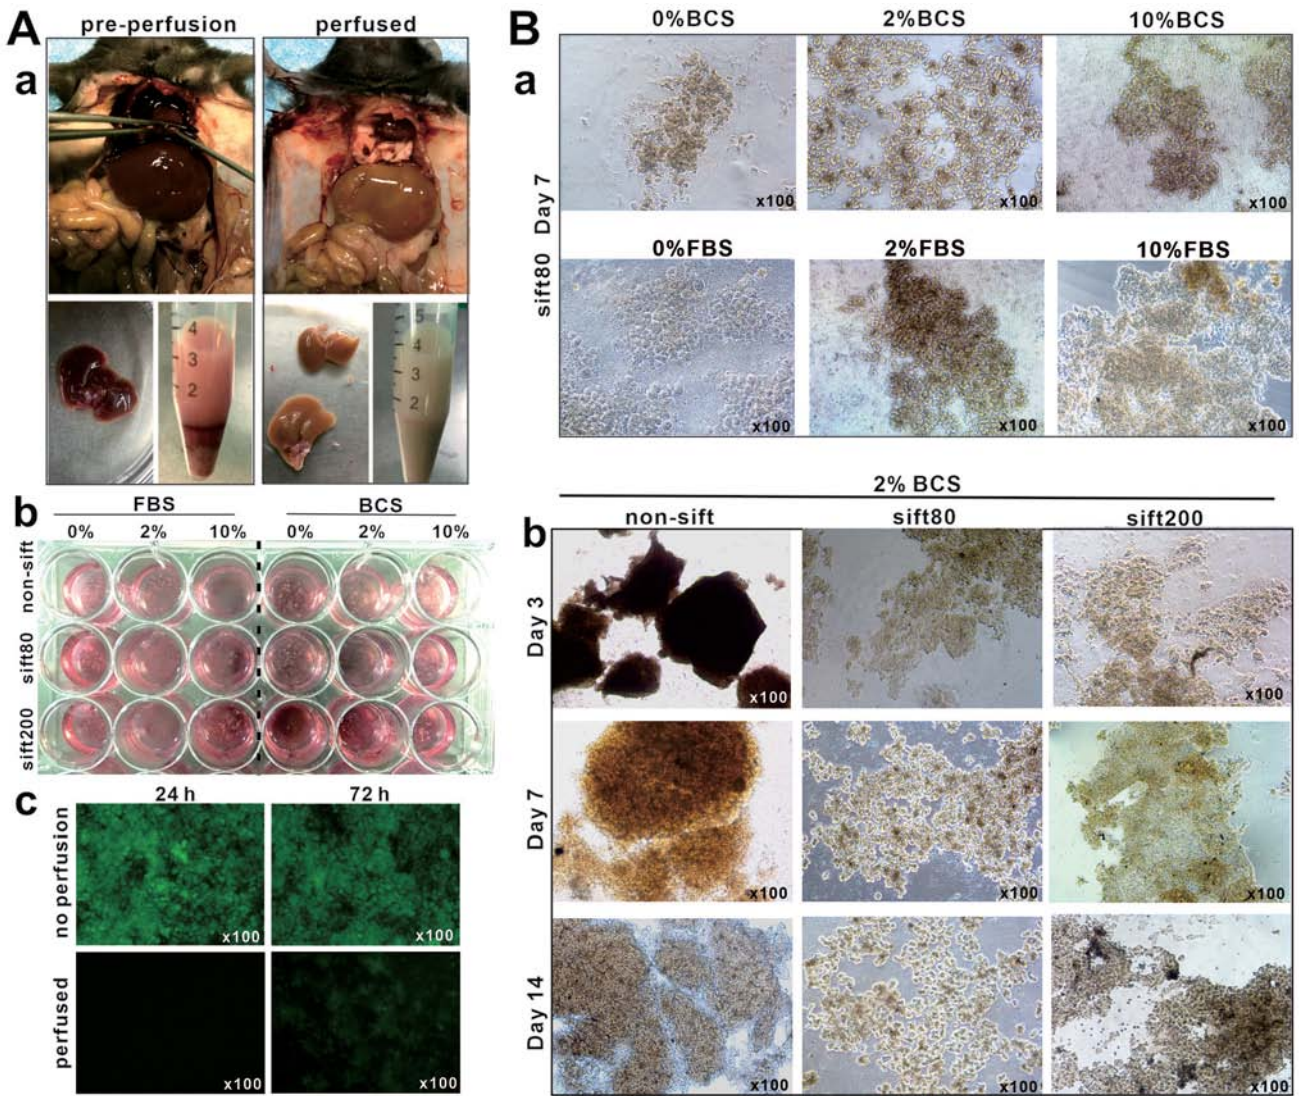 A
pre-perfusion
perfused
a
4
3
2
5
4
3
2
b
FBS
BCS
0%
2%
10%
0%
2%
10%
non-sift
sift80
sift200
c
24 h
72 h
no perfusion
x100
x100
perfused
x100
x100
B
a
0%BCS
2%BCS
10%BCS
sift80 Day 7
x100
x100
x100
0%FBS
2%FBS
10%FBS
x100
x100
x100
2% BCS
b
non-sift
sift80
sift200
Day 3
x100
x100
x100
Day 7
x100
x100
x100
Day 14
x100
x100
x100